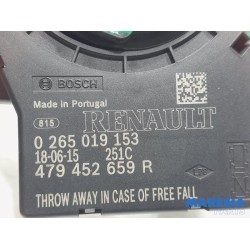 BOSCH
Made in Portugal
815 RENAULT
0 265 019 153
18-06-15 251C
479 452 659 R
THROW AWAY IN CASE OF FREE FALL